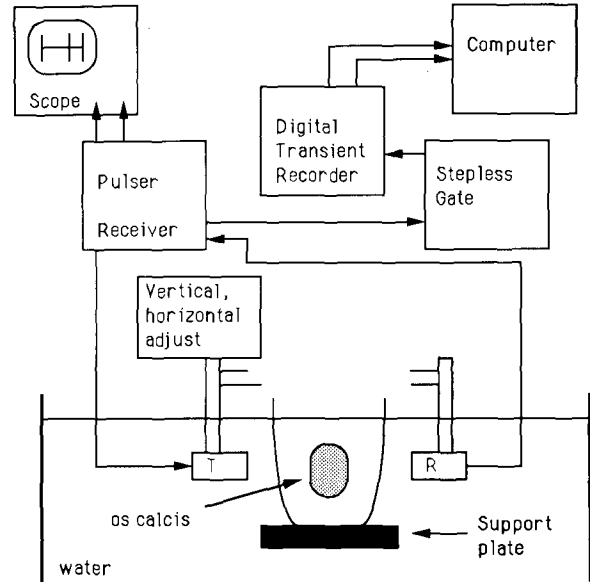 Scope
Computer
Digital
Transient
Recorder
Stepless
Gate
Pulser
Receiver
Vertical,
horizontal
adjust
T
R
os calcis
Support
plate
water